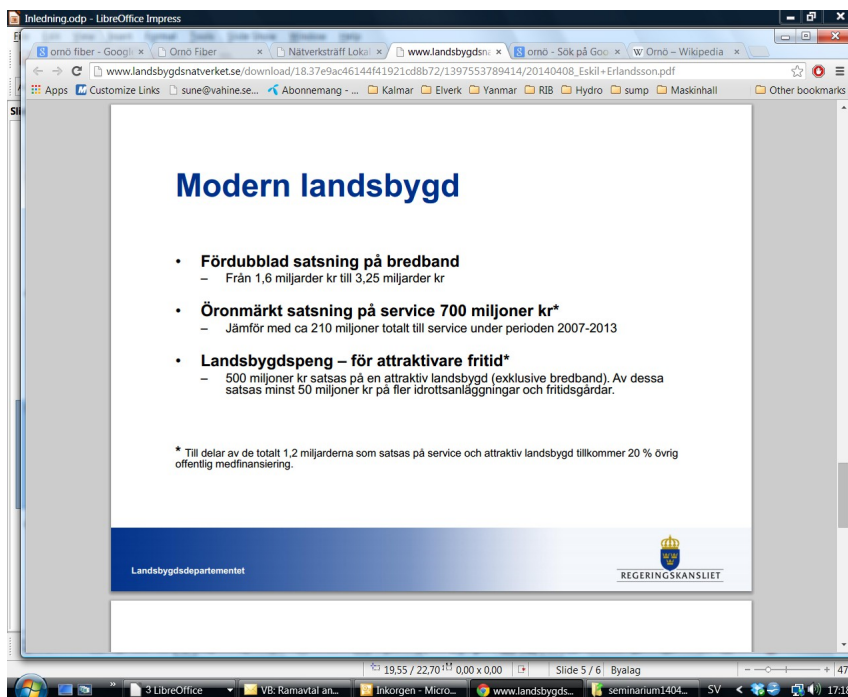 Inledning.odp - LibreOffice Impress
ornö fiber - Googl
Ornö Fiber
Nätverksträff Lokal
www.landsbygdsna
ornö - Sök på Goo
Ornö – Wikipedia
www.landsbygdsnatverket.se/download/18.37e9ac46144f41921cd8b72/1397553789414/20140408_Eskil+Erlandsson.pdf
Apps Customize Links sune@vahine.se... Abonnemang - ... Kalmar Elverk Yanmar RIB Hydro sump Maskinhall Other bookmarks
Modern landsbygd
• Fördubblad satsning på bredband
– Från 1,6 miljarder kr till 3,25 miljarder kr
• Öronmärkt satsning på service 700 miljoner kr*
– Jämför med ca 210 miljoner totalt till service under perioden 2007-2013
• Landsbygdspeng – för attraktivare fritid*
– 500 miljoner kr satsas på en attraktiv landsbygd (exklusive bredband). Av dessa
satsas minst 50 miljoner kr på fler idrottsanläggningar och fritidsgårdar.
* Till delar av de totalt 1,2 miljarderna som satsas på service och attraktiv landsbygd tillkommer 20 % övrig
offentlig medfinansiering.
Landsbygdsdepartementet
REGERINGSKANSLIET
19,55 / 22,70 0,00 x 0,00 Slide 5 / 6 Byalag 47
3 LibreOffice VB: Ramavtal an... Inkorgen - Micro... www.landsbygds... seminarium1404... SV 17:18